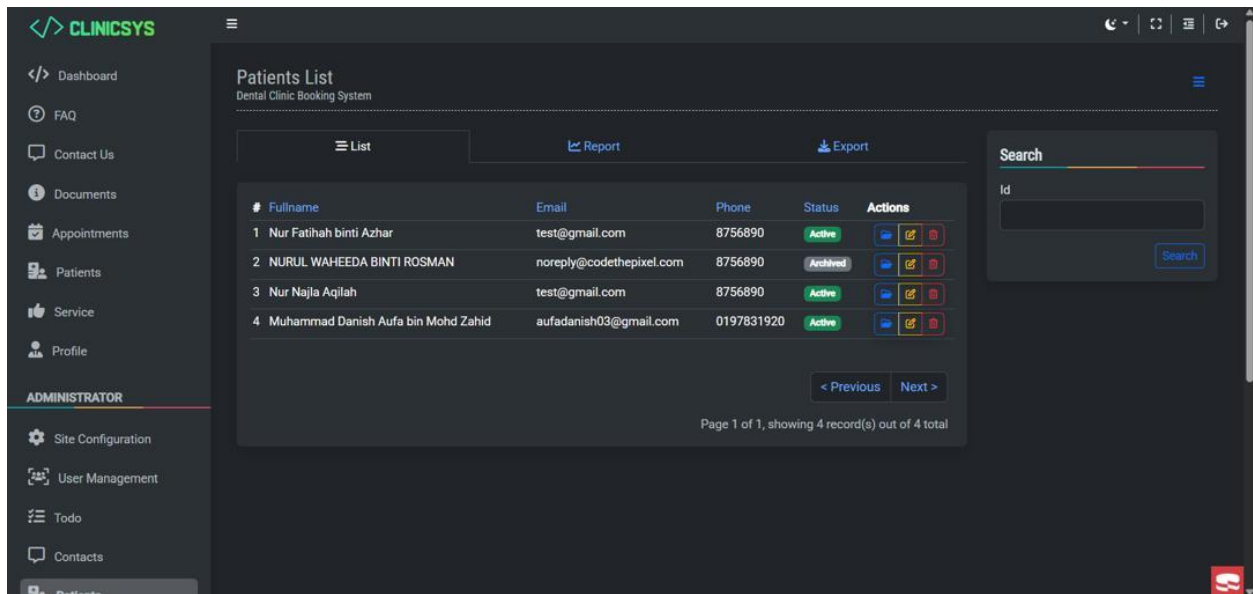 </> CLINICSYS
Dashboard
FAQ
Contact Us
Documents
Appointments
Patients
Service
Profile
ADMINISTRATOR
Site Configuration
User Management
Todo
Contacts
Patients
Patients List
Dental Clinic Booking System
List Report Export
# Fullname Email Phone Status Actions
1 Nur Fatihah binti Azhar test@gmail.com 8756890 Active
2 NURUL WAHEEDA BINTI ROSMAN noreply@codethepixel.com 8756890 Archived
3 Nur Najla Aqilah test@gmail.com 8756890 Active
4 Muhammad Danish Aufa bin Mohd Zahid aufadanish03@gmail.com 0197831920 Active
< Previous Next >
Page 1 of 1, showing 4 record(s) out of 4 total
Search
Id
Search